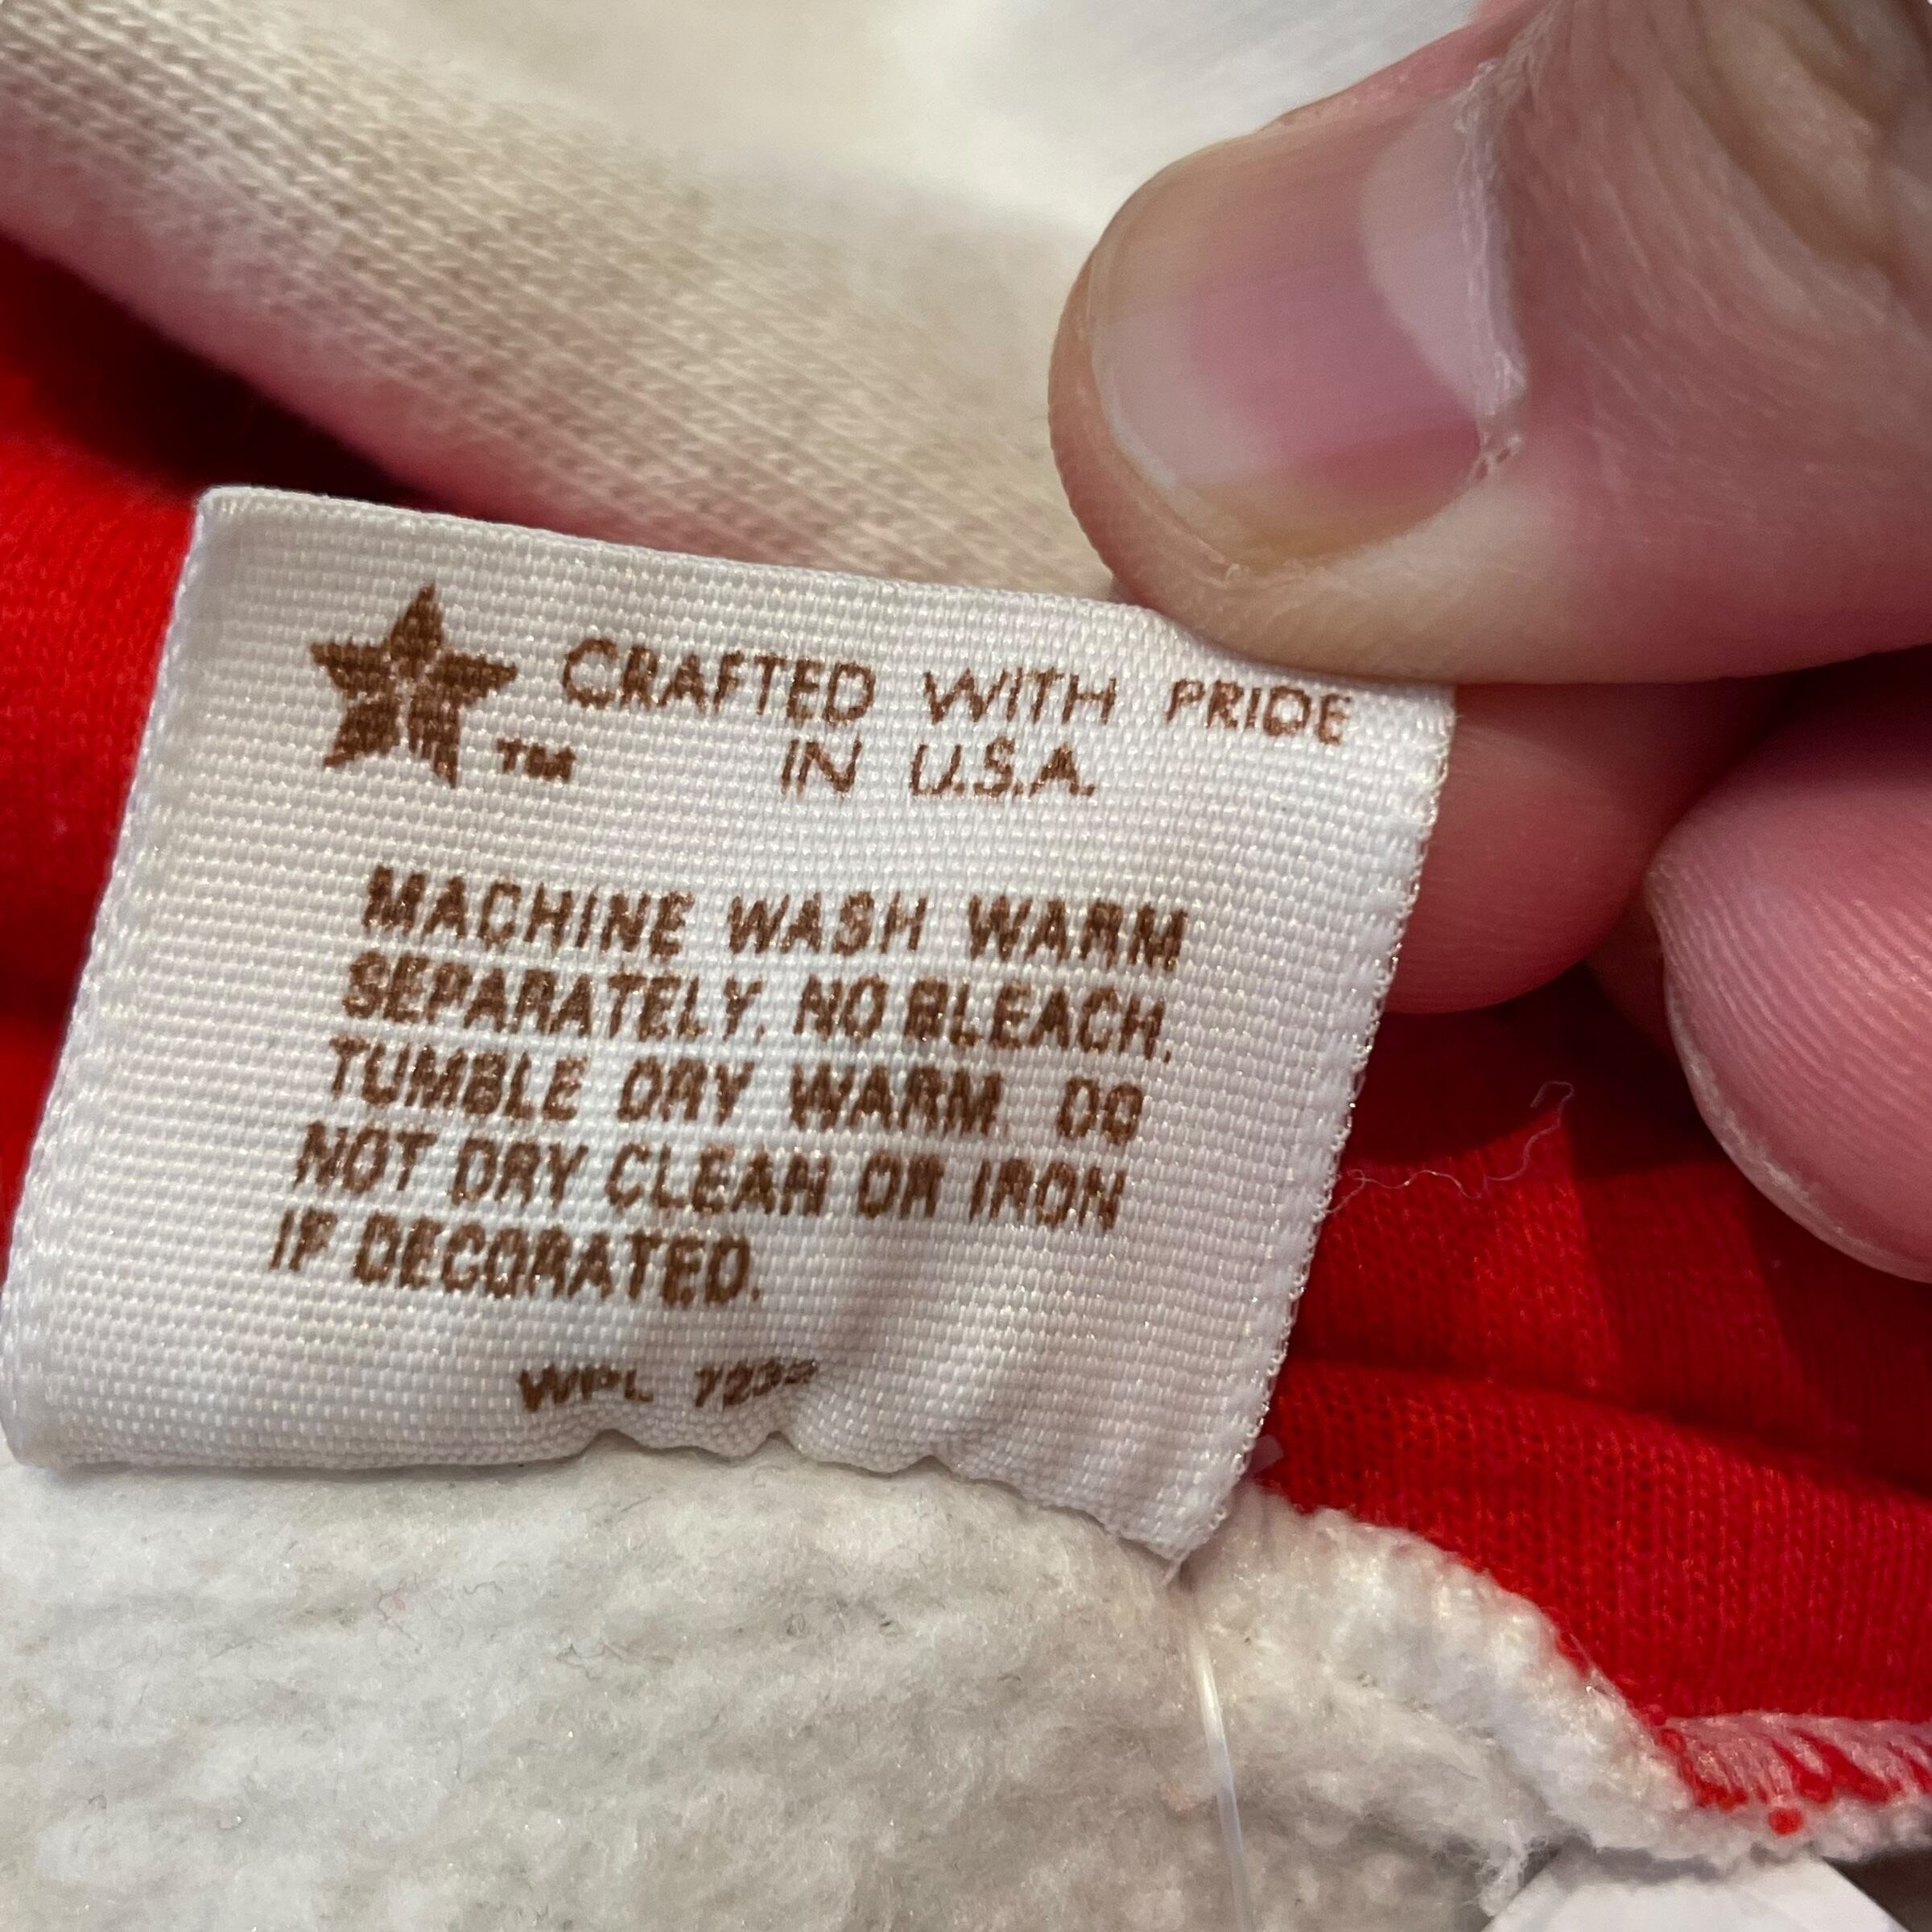 CRAFTED WITH PRIDE
IN U.S.A.
TM
MACHINE WASH WARM
SEPARATELY. NO BLEACH.
TUMBLE DRY WARM. DO
NOT DRY CLEAN OR IRON
IF DECORATED.
WPL